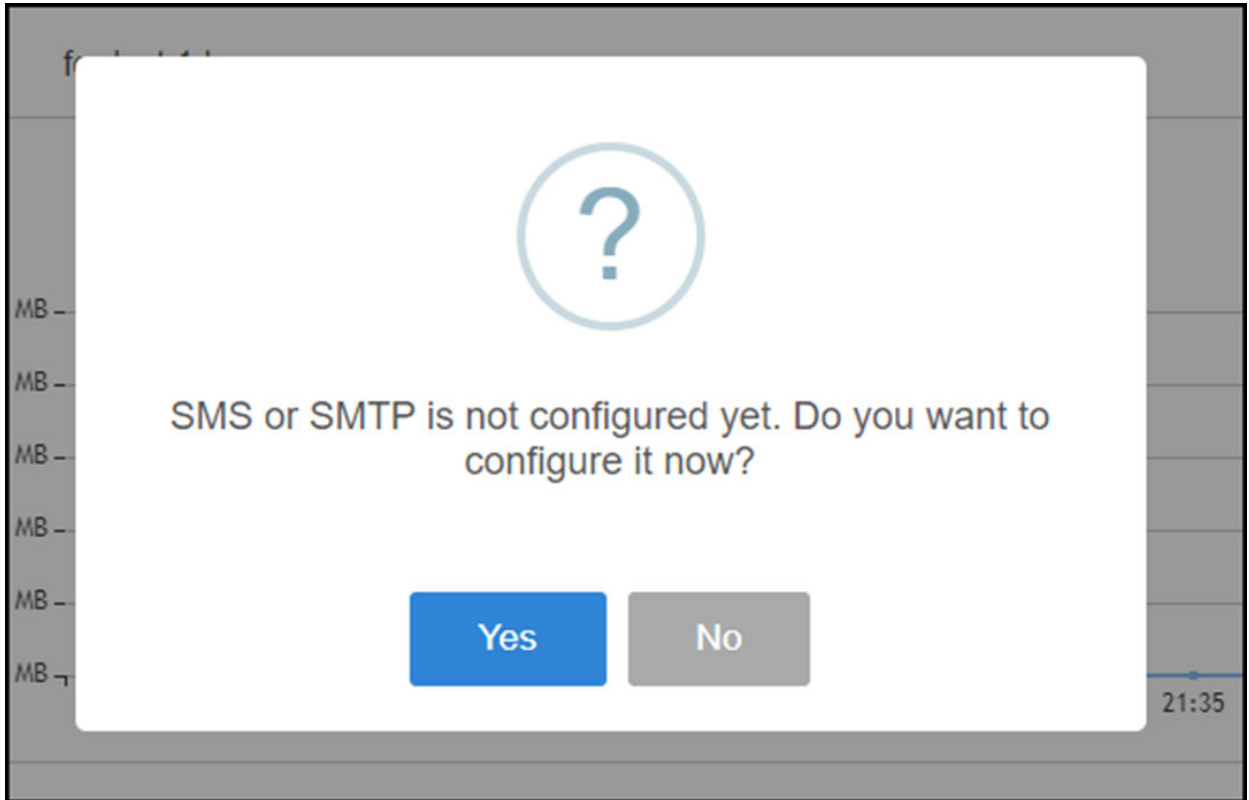 ?
SMS or SMTP is not configured yet. Do you want to
configure it now?
Yes
No
MB
MB
MB
MB
MB
MB
21:35